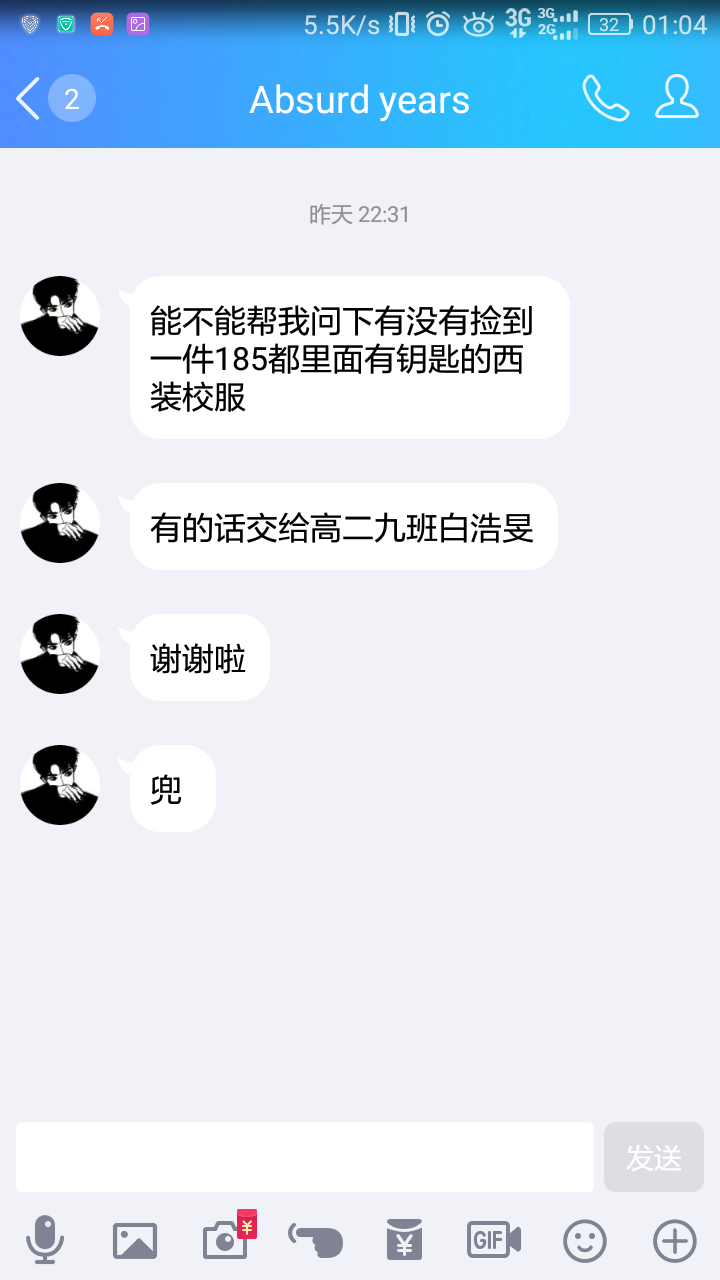 5.5K/s 3G 3G 2G 32 01:04
2 Absurd years
昨天 22:31
能不能帮我问下有没有捡到
一件185都里面有钥匙的西
装校服
有的话交给高二九班白浩旻
谢谢啦
兜
发送
¥
¥
GIF